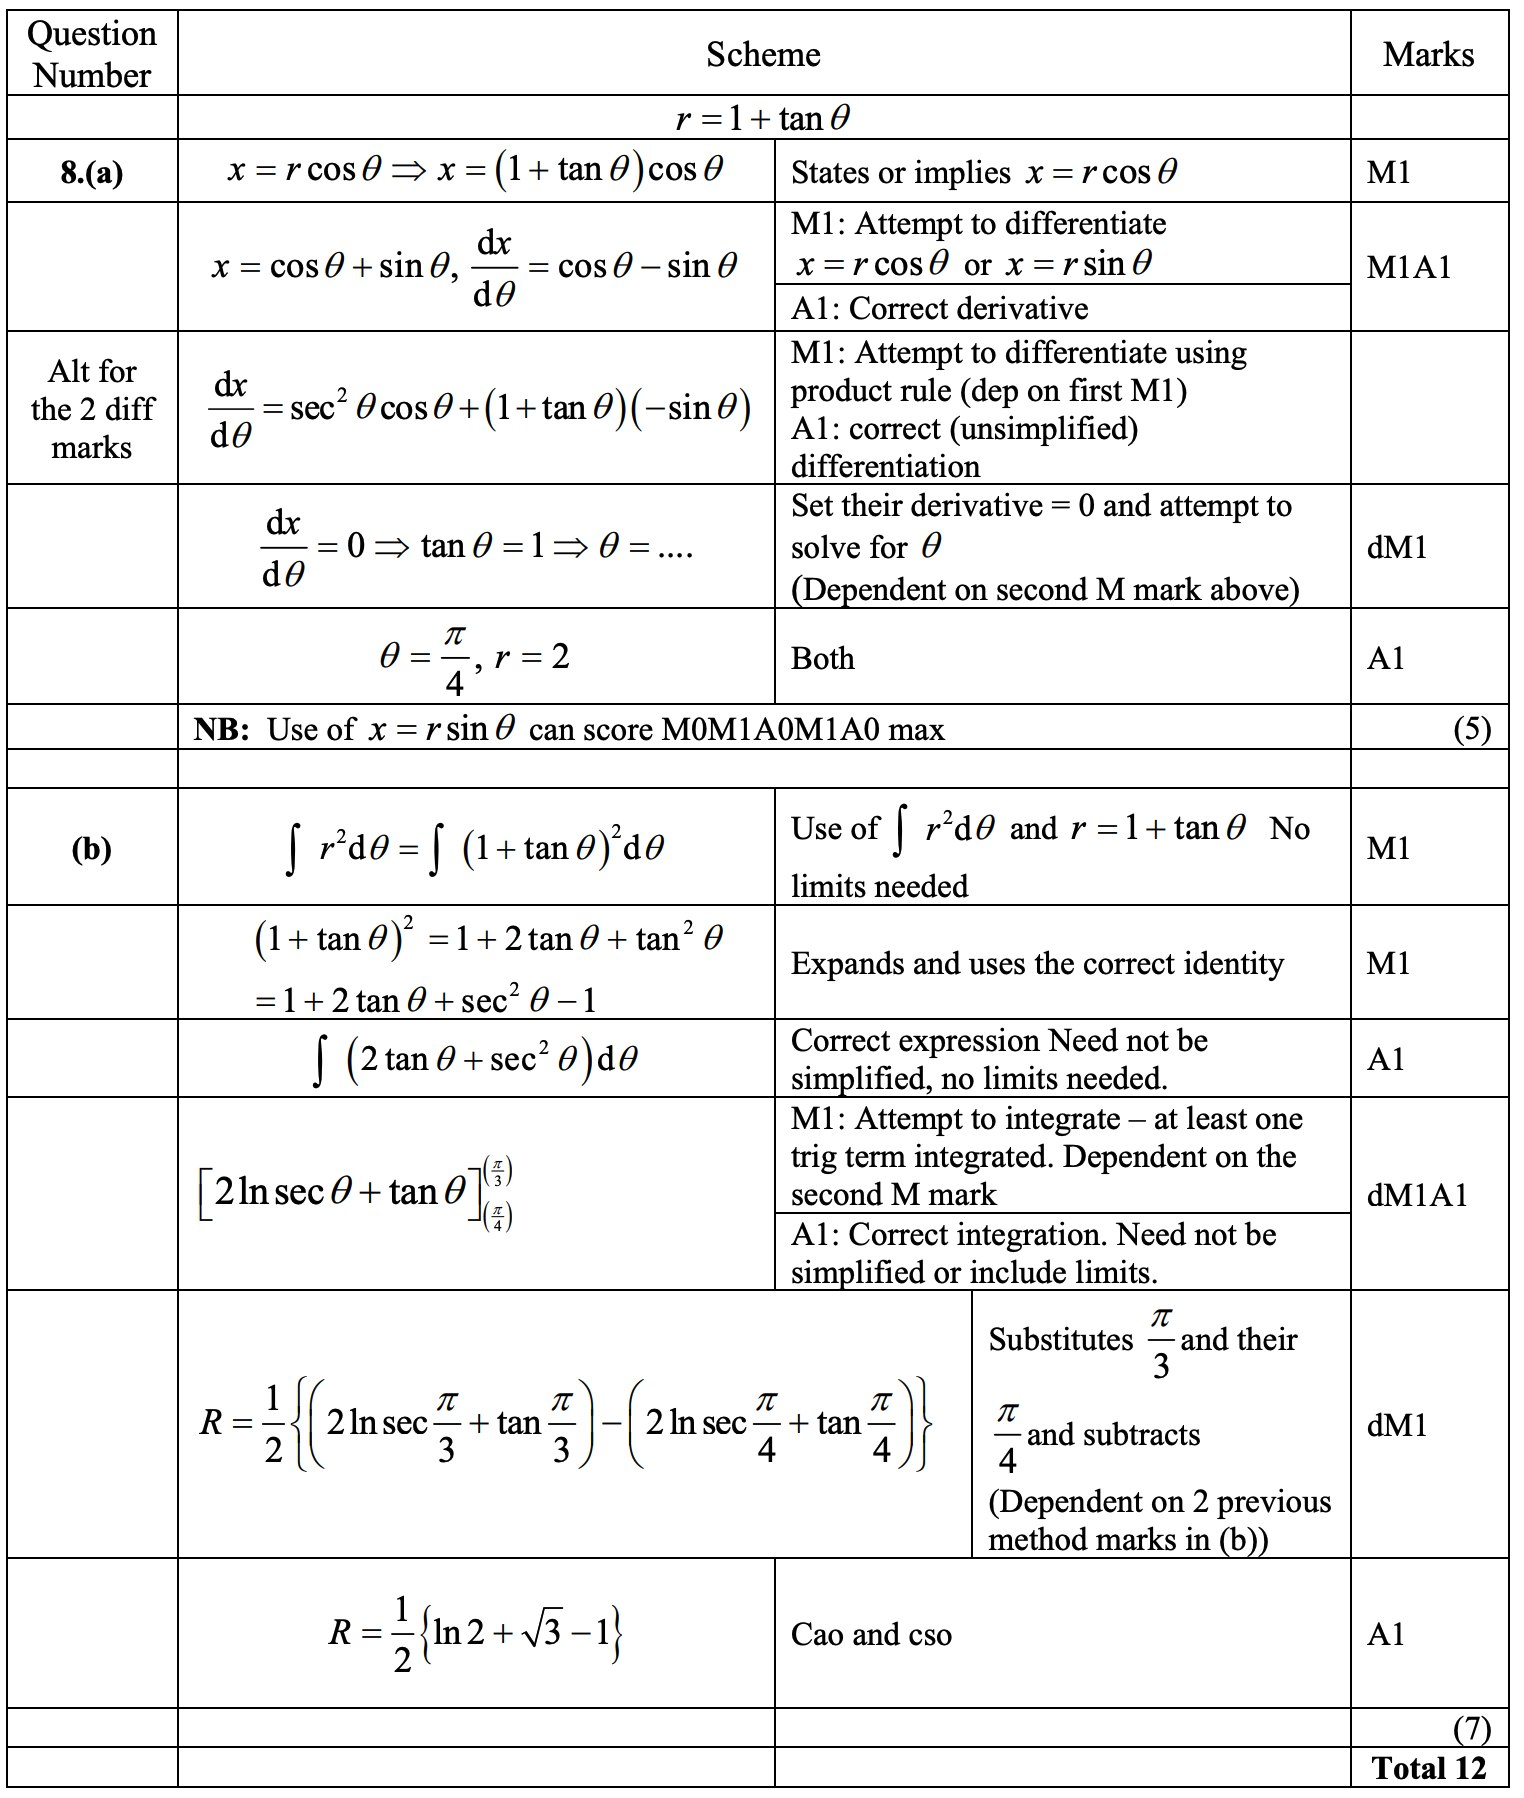 Question Number
Scheme
Marks
r = 1 + tan θ
8.(a)
x = r cos θ ⇒ x = (1 + tan θ) cos θ
States or implies x = r cos θ
M1
x = cos θ + sin θ, dx/dθ = cos θ − sin θ
M1: Attempt to differentiate
x = r cos θ or x = r sin θ
A1: Correct derivative
M1A1
Alt for
the 2 diff
marks
dx/dθ = sec² θ cos θ + (1 + tan θ)(−sin θ)
M1: Attempt to differentiate using
product rule (dep on first M1)
A1: correct (unsimplified)
differentiation
dx/dθ = 0 ⇒ tan θ = 1 ⇒ θ = ....
Set their derivative = 0 and attempt to
solve for θ
(Dependent on second M mark above)
dM1
θ = π/4, r = 2
Both
A1
NB: Use of x = r sin θ can score M0M1A0M1A0 max
(5)
(b)
∫ r²dθ = ∫ (1 + tan θ)²dθ
Use of ∫ r²dθ and r = 1 + tan θ No
limits needed
M1
(1 + tan θ)² = 1 + 2 tan θ + tan² θ
= 1 + 2 tan θ + sec² θ − 1
Expands and uses the correct identity
M1
∫ (2 tan θ + sec² θ)dθ
Correct expression Need not be
simplified, no limits needed.
A1
[2 ln sec θ + tan θ]_(π/4)^(π/3)
M1: Attempt to integrate – at least one
trig term integrated. Dependent on the
second M mark
A1: Correct integration. Need not be
simplified or include limits.
dM1A1
R = 1/2 {(2 ln sec π/3 + tan π/3) − (2 ln sec π/4 + tan π/4)}
Substitutes π/3 and their
π/4 and subtracts
(Dependent on 2 previous
method marks in (b))
dM1
R = 1/2 {ln 2 + √3 − 1}
Cao and cso
A1
(7)
Total 12